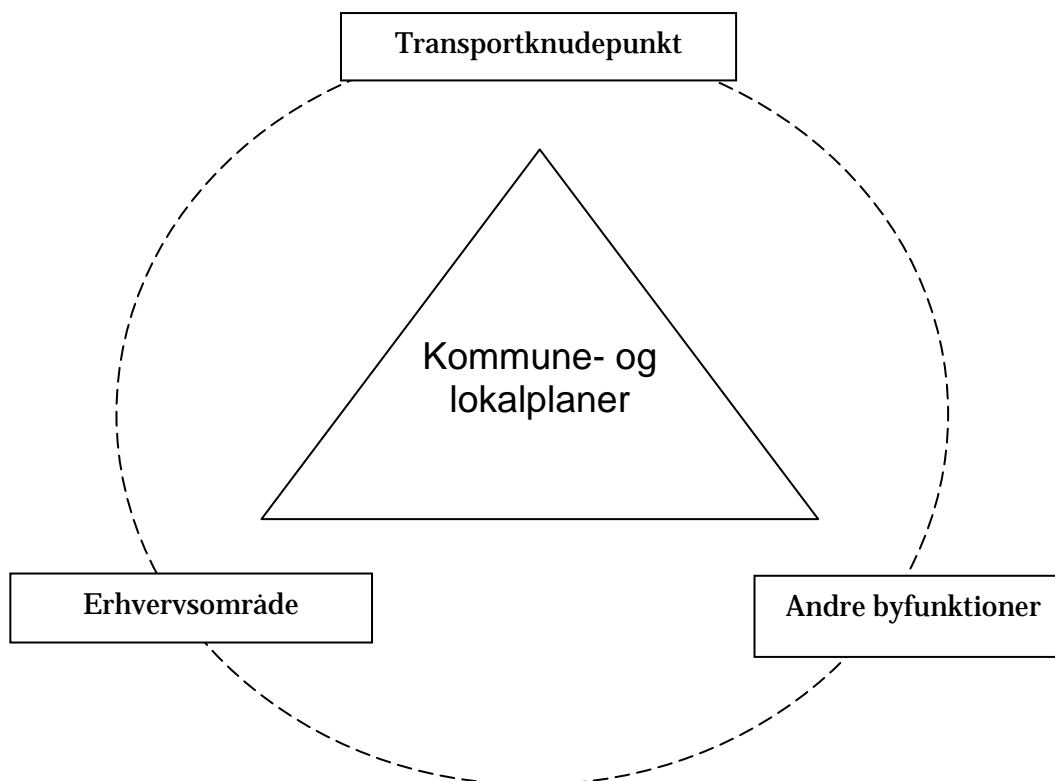 Transportknudepunkt
Kommune- og
lokalplaner
Erhvervsområde
Andre byfunktioner